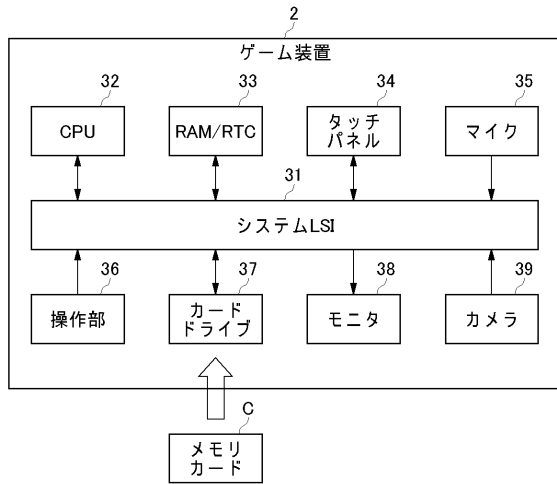 2
ゲーム装置
32
33
34
35
CPU
RAM/RTC
タッチ
パネル
マイク
31
システムLSI
36
37
38
39
操作部
カード
ドライブ
モニタ
カメラ
C
メモリ
カード